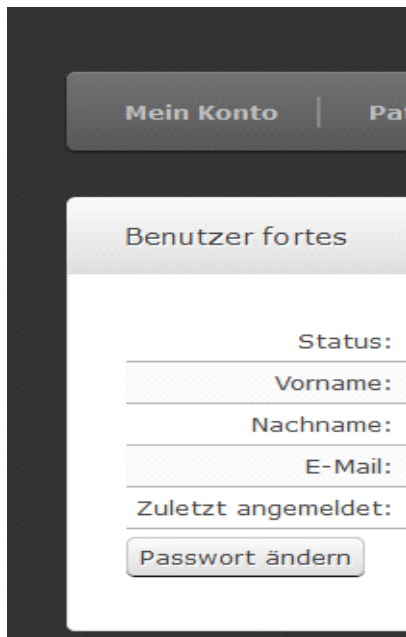 Mein Konto
Benutzer fortes
Status:
Vorname:
Nachname:
E-Mail:
Zuletzt angemeldet:
Passwort ändern